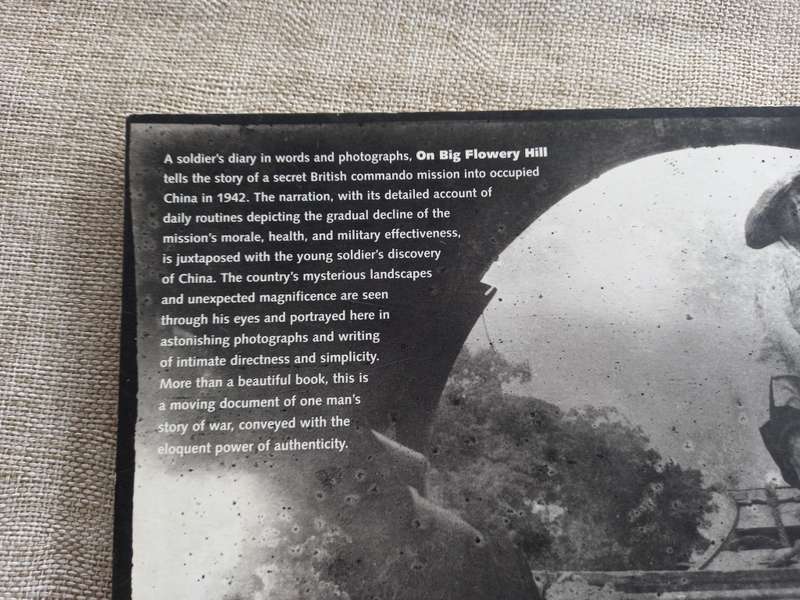 A soldier's diary in words and photographs, On Big Flowery Hill
tells the story of a secret British commando mission into occupied
China in 1942. The narration, with its detailed account of
daily routines depicting the gradual decline of the
mission's morale, health, and military effectiveness,
is juxtaposed with the young soldier's discovery
of China. The country's mysterious landscapes
and unexpected magnificence are seen
through his eyes and portrayed here in
astonishing photographs and writing
of intimate directness and simplicity.
More than a beautiful book, this is
a moving document of one man's
story of war, conveyed with the
eloquent power of authenticity.